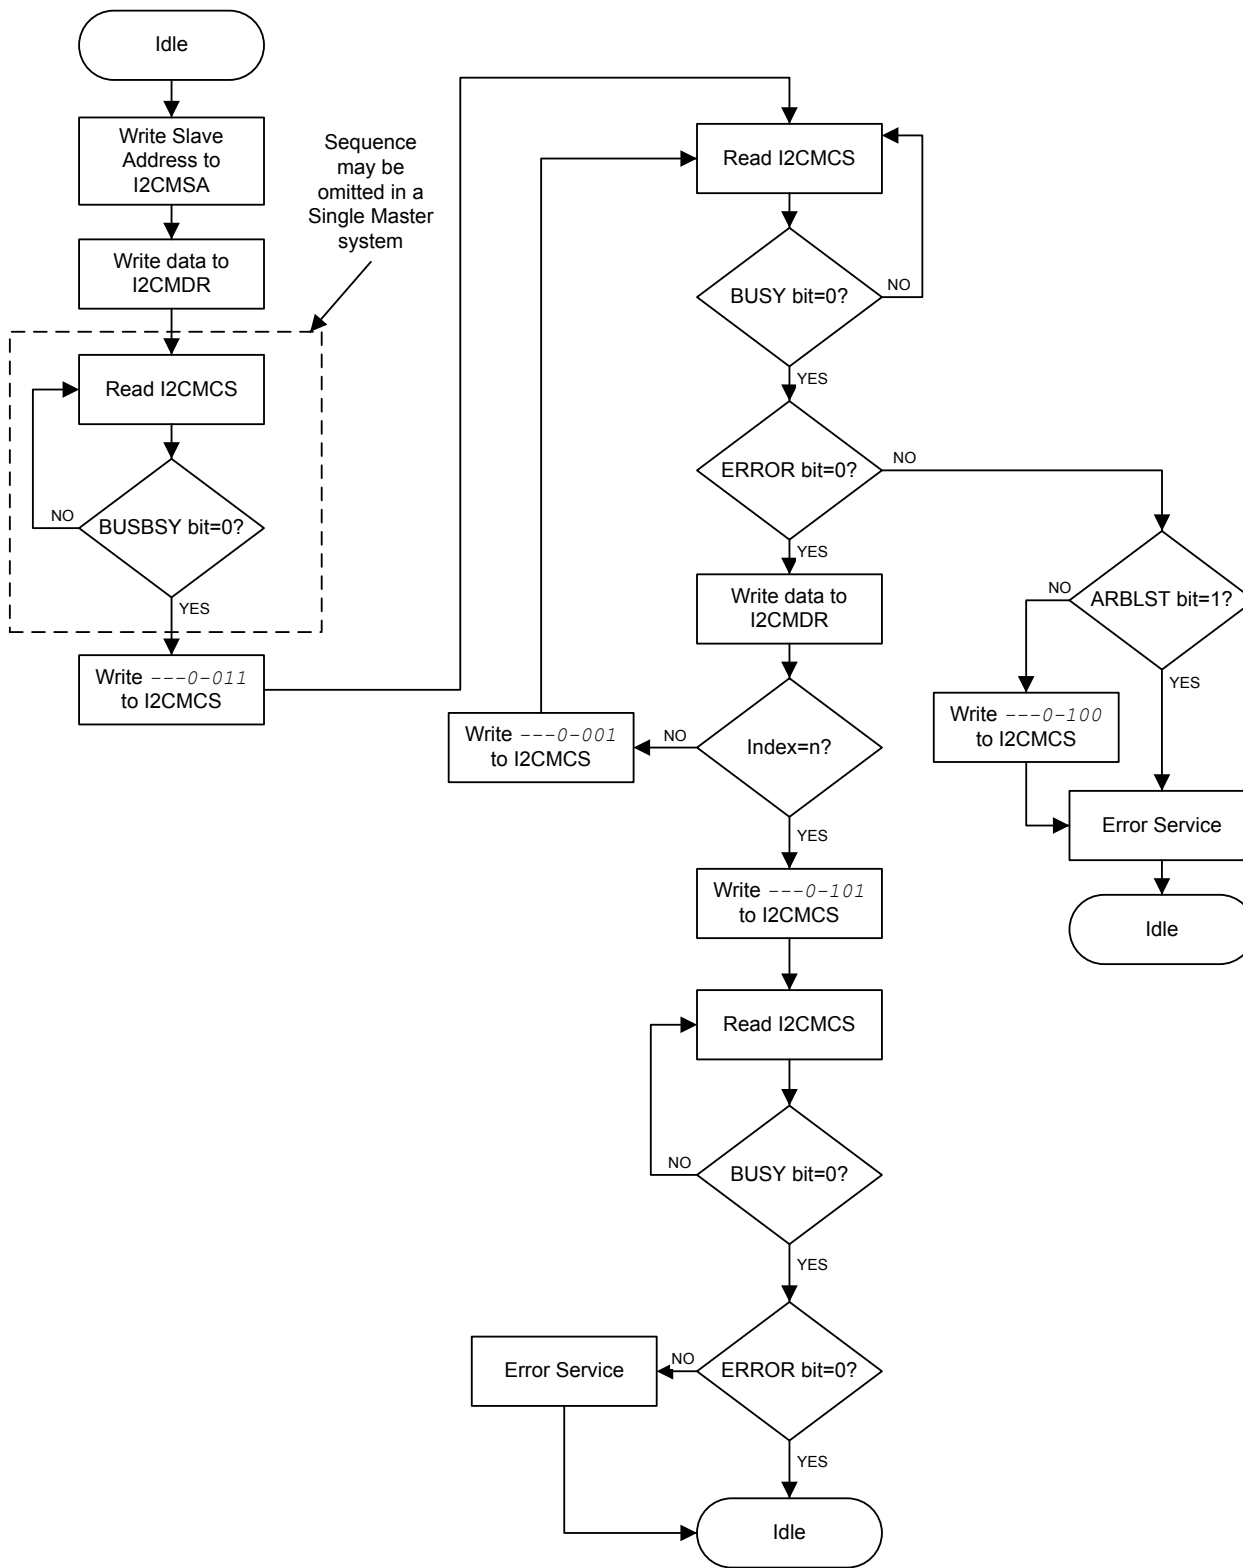 Idle
Write Slave
Address to
I2CMSA
Write data to
I2CMDR
Sequence
may be
omitted in a
Single Master
system
Read I2CMCS
BUSBSY bit=0?
NO
YES
Write ---0-011
to I2CMCS
Read I2CMCS
BUSY bit=0?
NO
YES
ERROR bit=0?
NO
YES
Write data to
I2CMDR
Index=n?
NO
Write ---0-001
to I2CMCS
YES
ARBLST bit=1?
NO
YES
Write ---0-100
to I2CMCS
Error Service
Idle
Write ---0-101
to I2CMCS
Read I2CMCS
BUSY bit=0?
NO
YES
ERROR bit=0?
NO
Error Service
YES
Idle